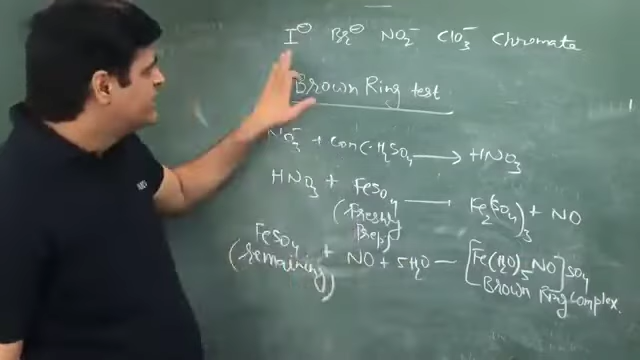 I⊖ Br⊖ NO₂⁻ ClO₃⁻ Chromate
Brown Ring test
NO₃⁻ + Conc. H₂SO₄ → HNO₃
HNO₃ + FeSO₄ → Fe₂(SO₄)₃ + NO
(Freshly Prep)
FeSO₄ + NO + 5H₂O — [Fe(H₂O)₅NO]SO₄
(remaining) Brown Ring Complex.